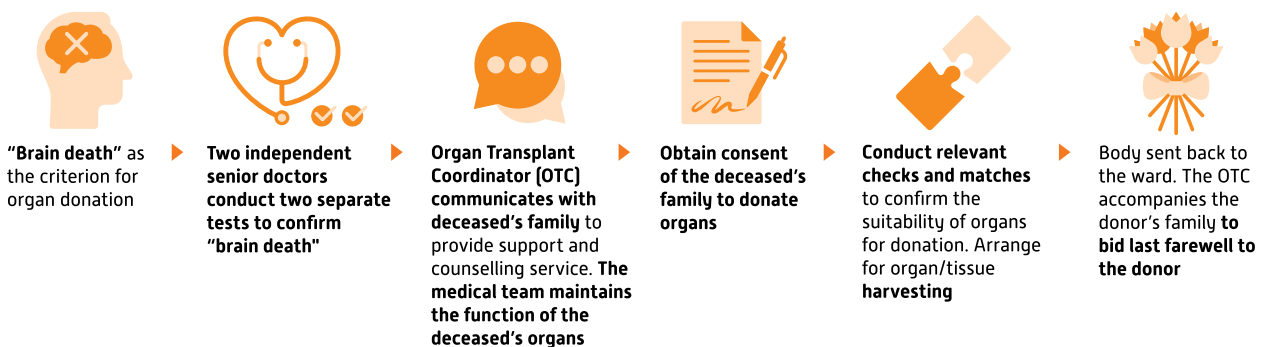 “Brain death” as
the criterion for
organ donation
Two independent
senior doctors
conduct two separate
tests to confirm
“brain death"
Organ Transplant
Coordinator (OTC)
communicates with
deceased’s family to
provide support and
counselling service. The
medical team maintains
the function of the
deceased’s organs
Obtain consent
of the deceased’s
family to donate
organs
Conduct relevant
checks and matches
to confirm the
suitability of organs
for donation. Arrange
for organ/tissue
harvesting
Body sent back to
the ward. The OTC
accompanies the
donor’s family to
bid last farewell to
the donor